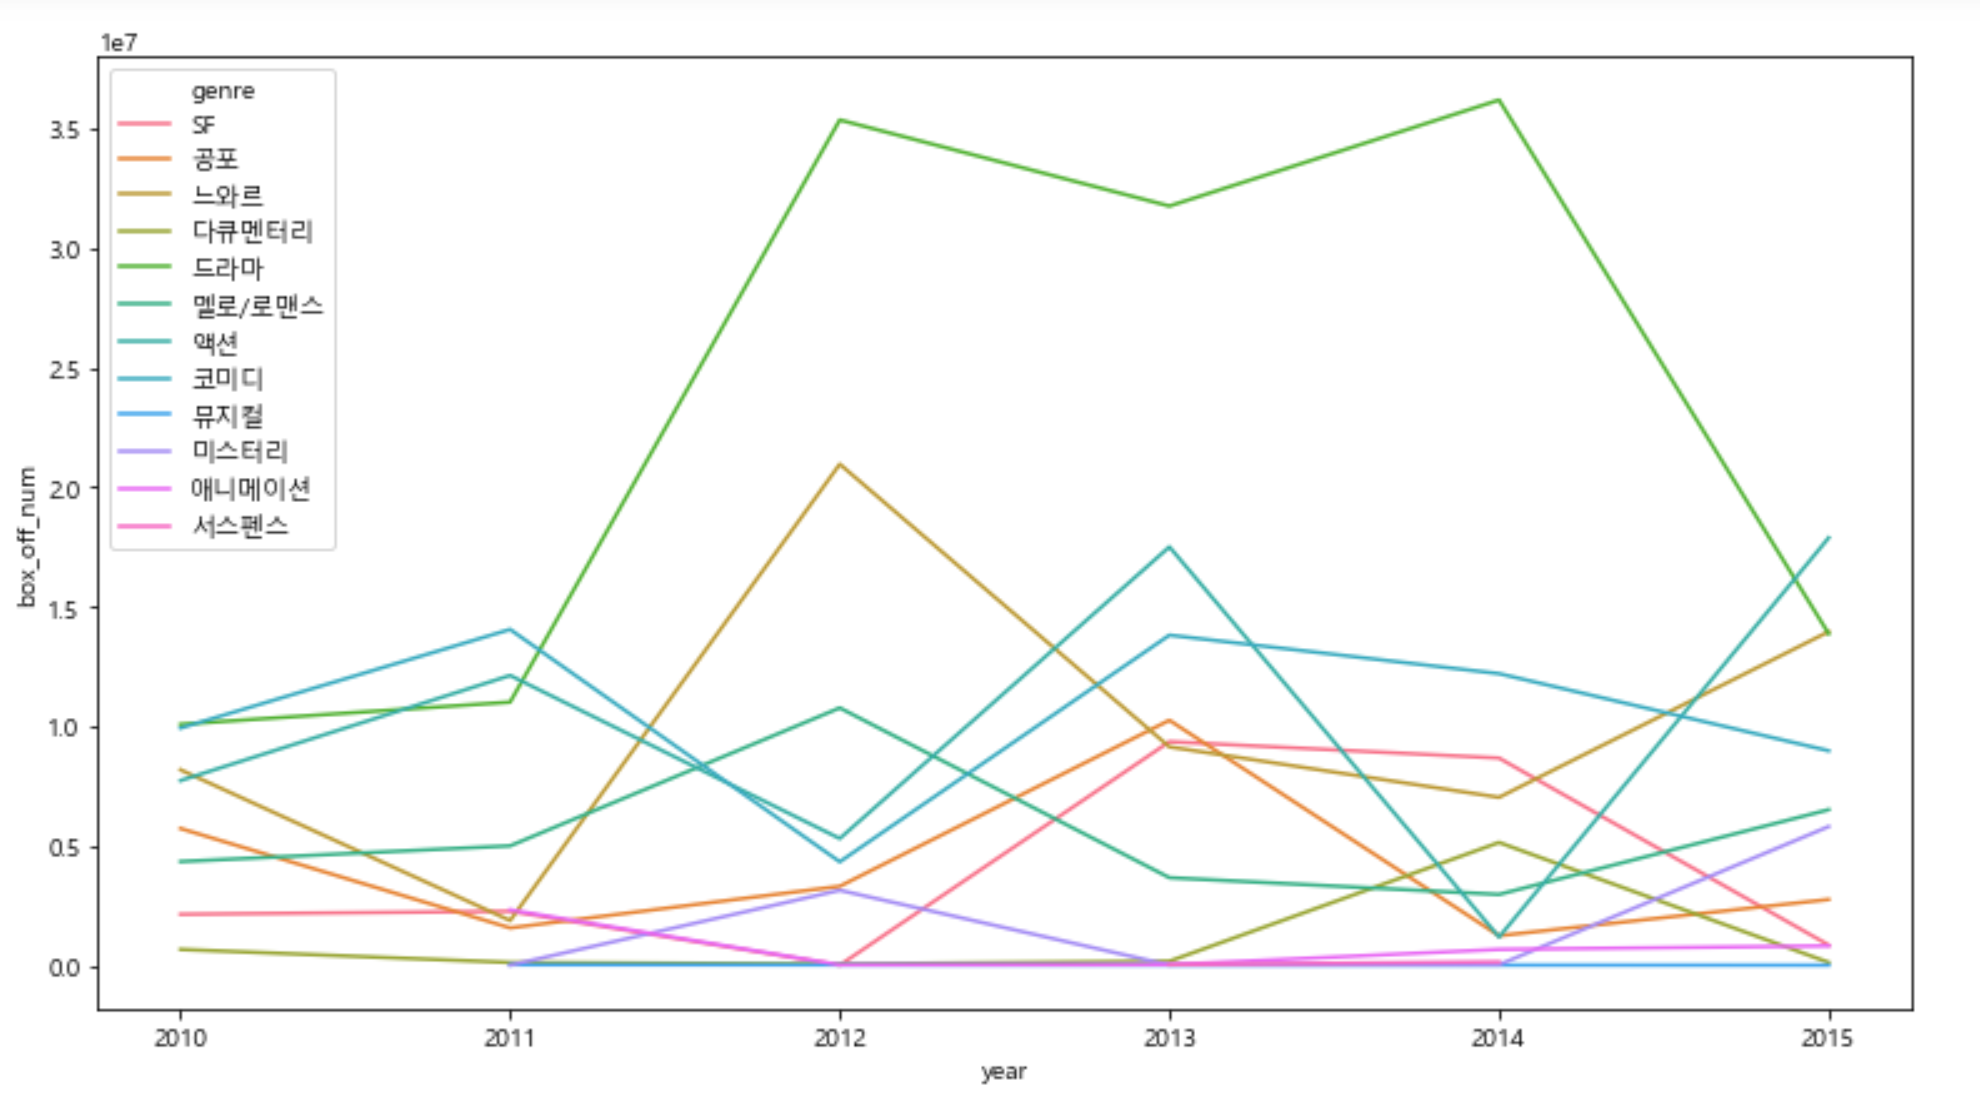 1e7
genre
SF
공포
느와르
다큐멘터리
드라마
멜로/로맨스
액션
코미디
뮤지컬
미스터리
애니메이션
서스펜스
3.5
3.0
2.5
2.0
1.5
1.0
0.5
0.0
box_off_num
2010 2011 2012 2013 2014 2015
year